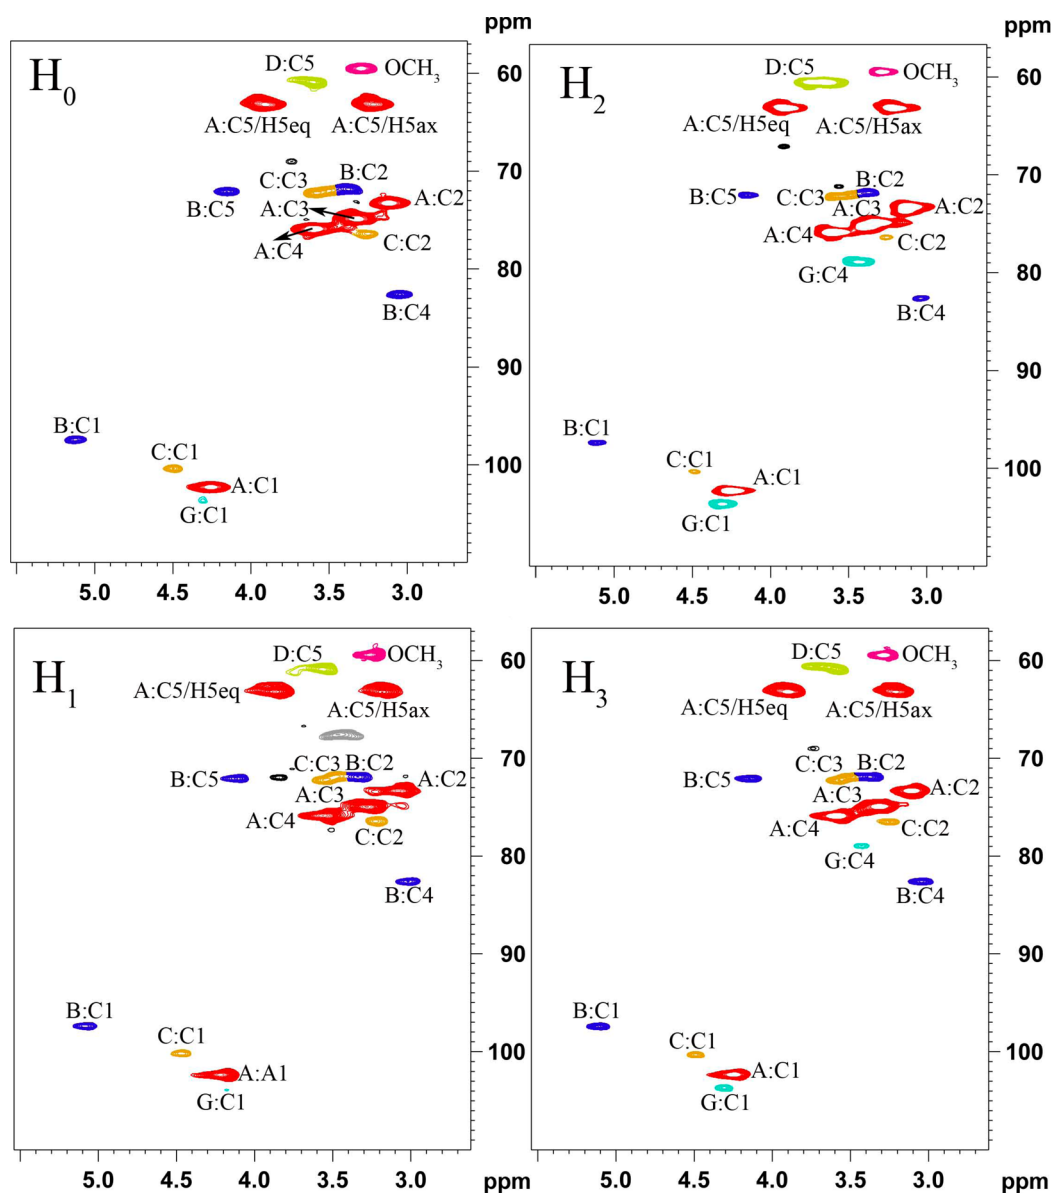 ppm
H0
D:C5
OCH3
60
A:C5/H5eq
A:C5/H5ax
70
C:C3
B:C2
B:C5
A:C3
A:C2
A:C4
C:C2
80
B:C4
90
B:C1
C:C1
100
A:C1
G:C1
5.0 4.5 4.0 3.5 3.0
ppm
H2
D:C5
OCH3
60
A:C5/H5eq
A:C5/H5ax
70
B:C2
B:C5
C:C3
A:C3
A:C2
A:C4
C:C2
G:C4
80
B:C4
90
B:C1
C:C1
100
A:C1
G:C1
5.0 4.5 4.0 3.5 3.0
H1
D:C5
OCH3
60
A:C5/H5eq
A:C5/H5ax
70
C:C3
B:C2
B:C5
A:C3
A:C2
A:C4
C:C2
80
B:C4
90
B:C1
C:C1
100
A:A1
G:C1
5.0 4.5 4.0 3.5 3.0 ppm
H3
D:C5
OCH3
60
A:C5/H5eq
A:C5/H5ax
70
C:C3
B:C2
B:C5
A:C3
A:C2
A:C4
C:C2
G:C4
80
B:C4
90
B:C1
C:C1
100
A:C1
G:C1
5.0 4.5 4.0 3.5 3.0 ppm